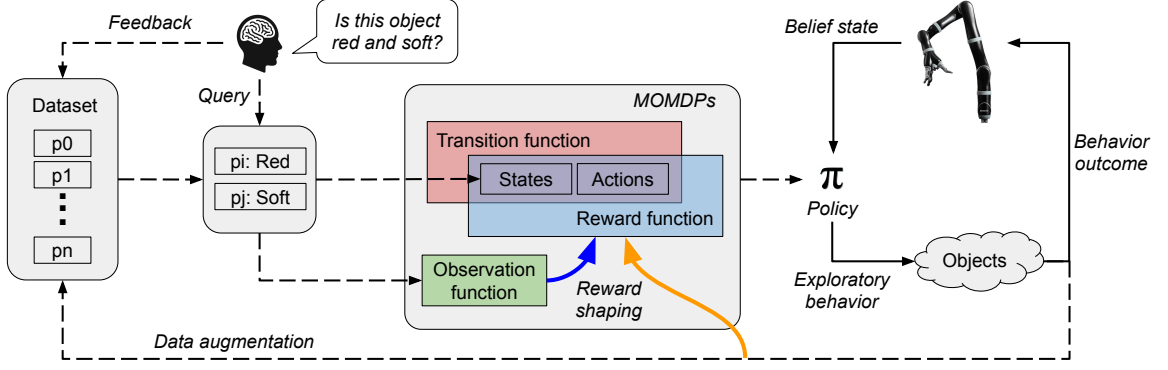 Feedback
Is this object
red and soft?
Belief state
Dataset
Query
MOMDPs
p0
p1
pn
pi: Red
pj: Soft
Transition function
States
Actions
Reward function
Observation
function
Reward
shaping
π
Policy
Behavior
outcome
Exploratory
behavior
Objects
Data augmentation